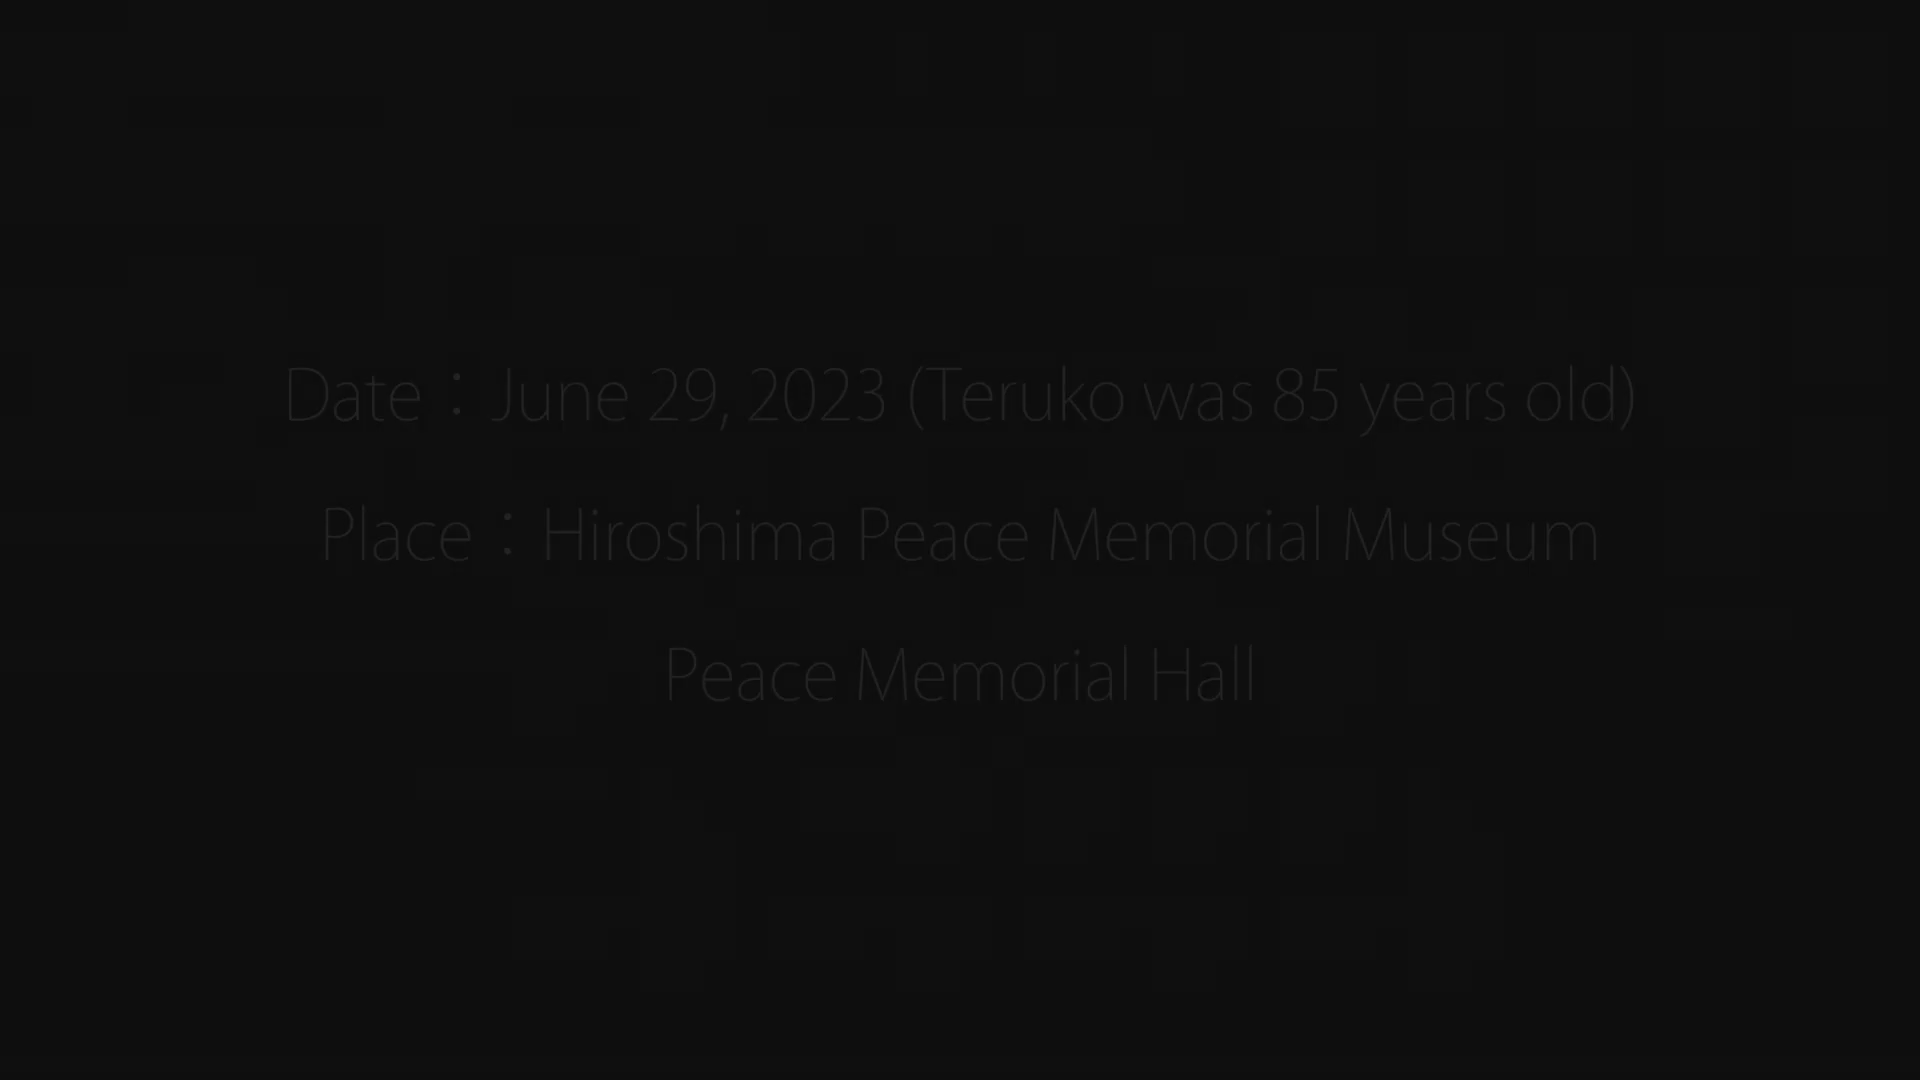 Date：June 29, 2023 (Teruko was 85 years old)
Place：Hiroshima Peace Memorial Museum
Peace Memorial Hall